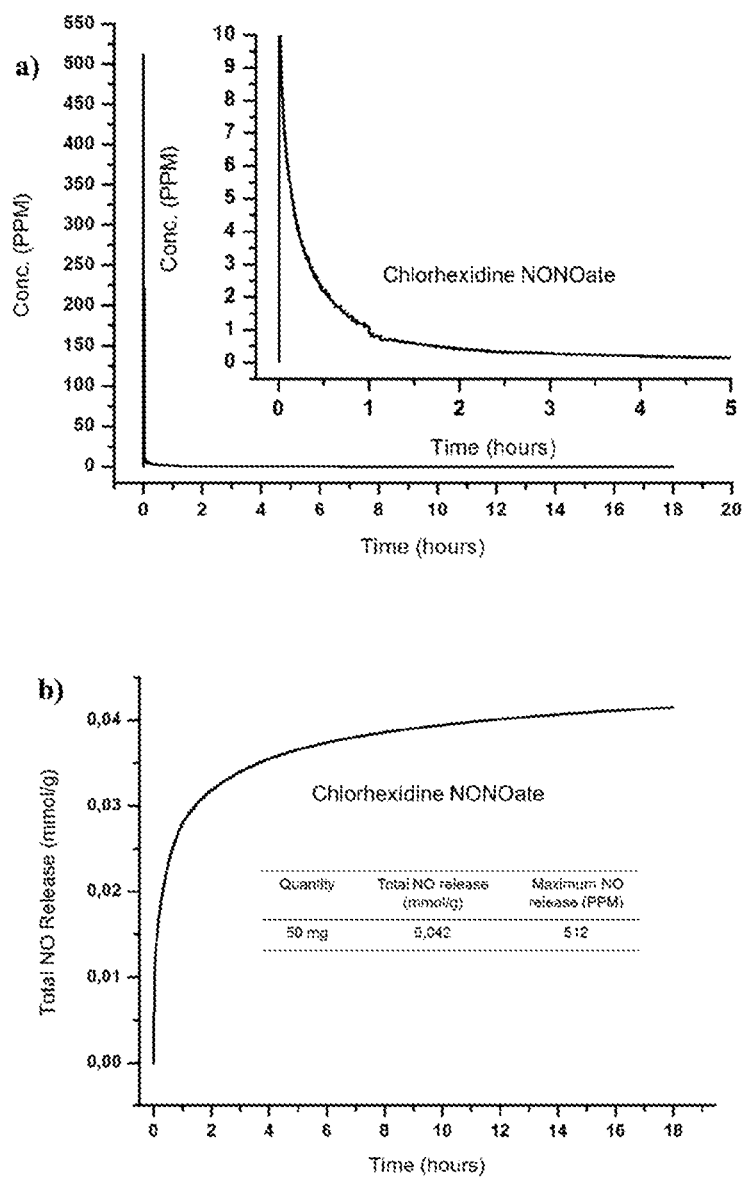 a)
Conc. (PPM)
550
500
450
400
350
300
250
200
150
100
50
0
0 2 4 6 8 10 12 14 16 18 20
Time (hours)
Conc. (PPM)
10
9
8
7
6
5
4
3
2
1
0
Chlorhexidine NONOate
0 1 2 3 4 5
Time (hours)
b)
Total NO Release (mmol/g)
0,04
0,03
0,02
0,01
0,00
Chlorhexidine NONOate
Quantity Total NO release Maximum NO
(mmol/g) release (PPM)
50 mg 0,042 512
0 2 4 6 8 10 12 14 16 18
Time (hours)